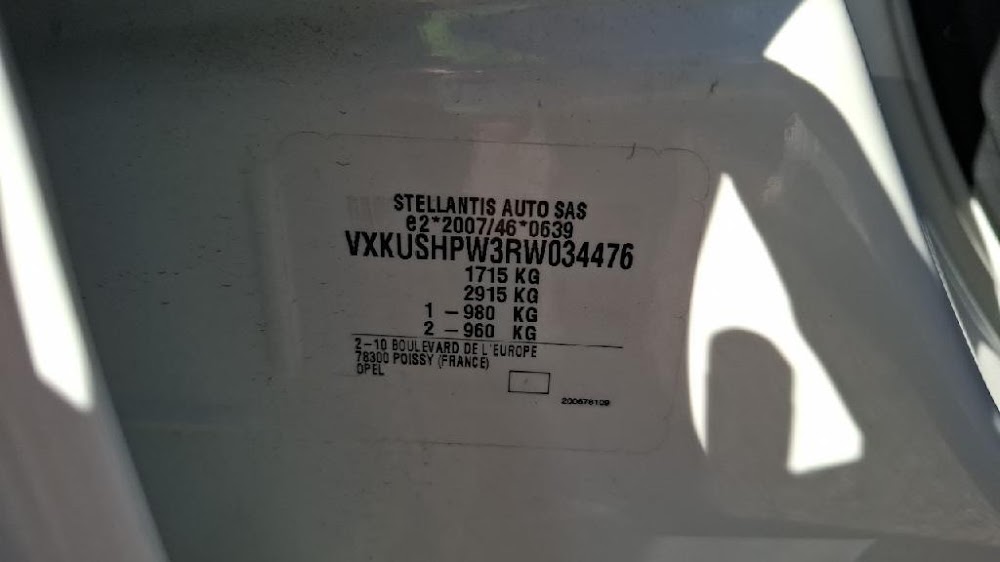 STELLANTIS AUTO SAS
e2*2007/46*0639
VXKUSHPW3RW034476
1715 KG
2915 KG
1 – 980 KG
2 – 960 KG
2–10 BOULEVARD DE L'EUROPE
78300 POISSY (FRANCE)
OPEL
200678109